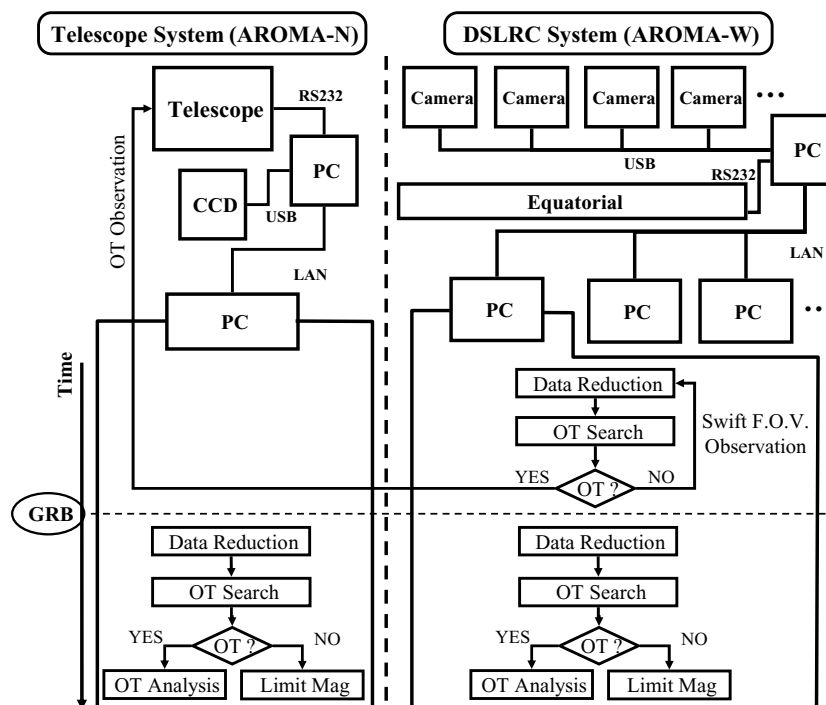 Telescope System (AROMA-N)
DSLRC System (AROMA-W)
Telescope
RS232
PC
CCD
USB
OT Observation
LAN
PC
Camera
Camera
Camera
Camera
...
USB
PC
RS232
Equatorial
LAN
PC
PC
PC
..
Time
Data Reduction
OT Search
OT ?
YES
NO
Swift F.O.V.
Observation
GRB
Data Reduction
OT Search
YES
OT ?
NO
OT Analysis
Limit Mag
Data Reduction
OT Search
YES
OT ?
NO
OT Analysis
Limit Mag